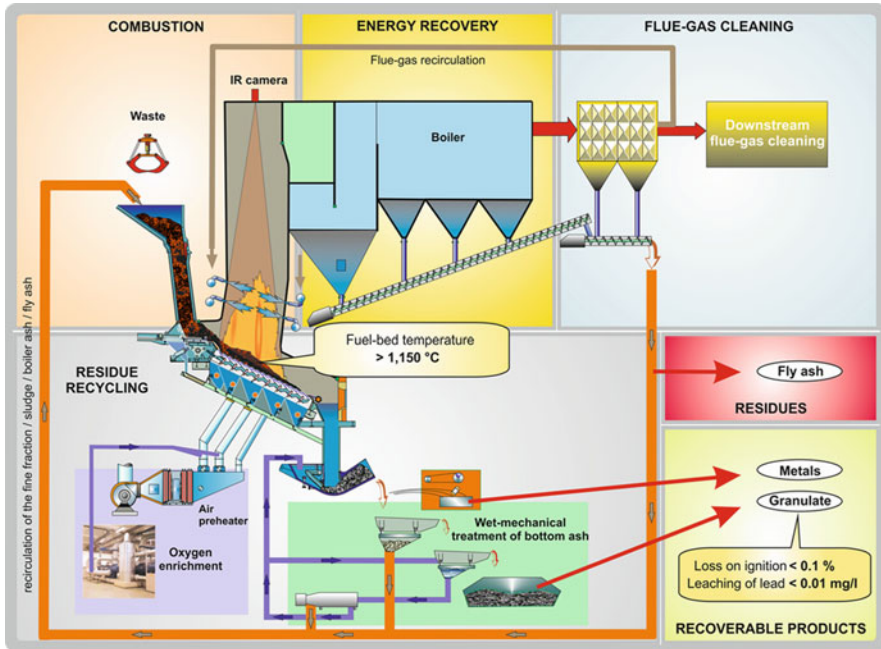 COMBUSTION
ENERGY RECOVERY
FLUE-GAS CLEANING
Flue-gas recirculation
IR camera
Waste
Boiler
Downstream
flue-gas cleaning
Fuel-bed temperature
> 1,150 °C
recirculation of the fine fraction / sludge / boiler ash / fly ash
RESIDUE
RECYCLING
Fly ash
RESIDUES
Air
preheater
Oxygen
enrichment
Wet-mechanical
treatment of bottom ash
Metals
Granulate
Loss on ignition < 0.1 %
Leaching of lead < 0.01 mg/l
RECOVERABLE PRODUCTS